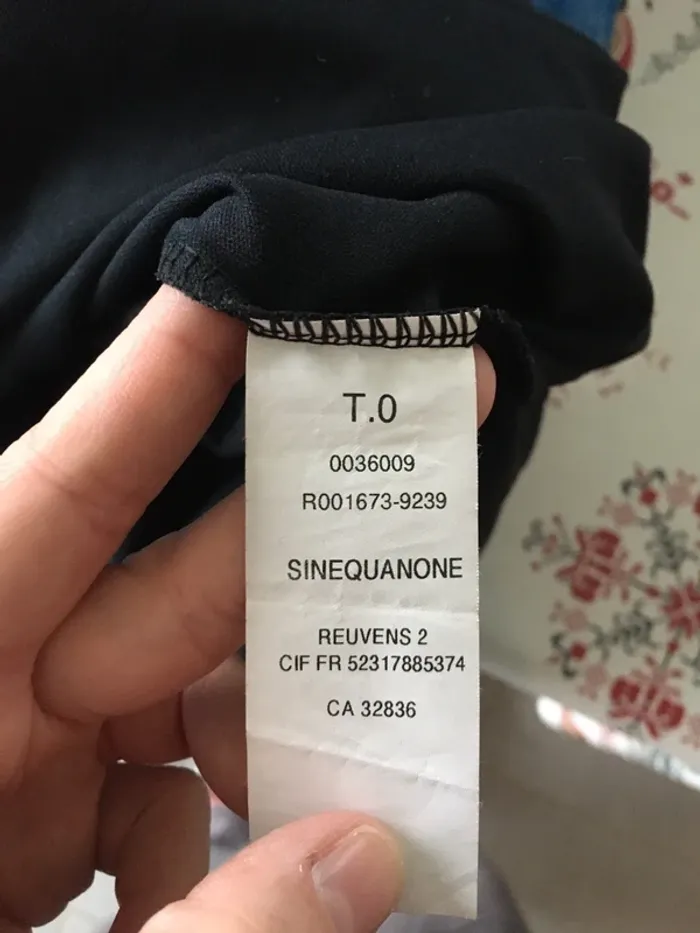 T.0
0036009
R001673-9239
SINEQUANONE
REUVENS 2
CIF FR 52317885374
CA 32836